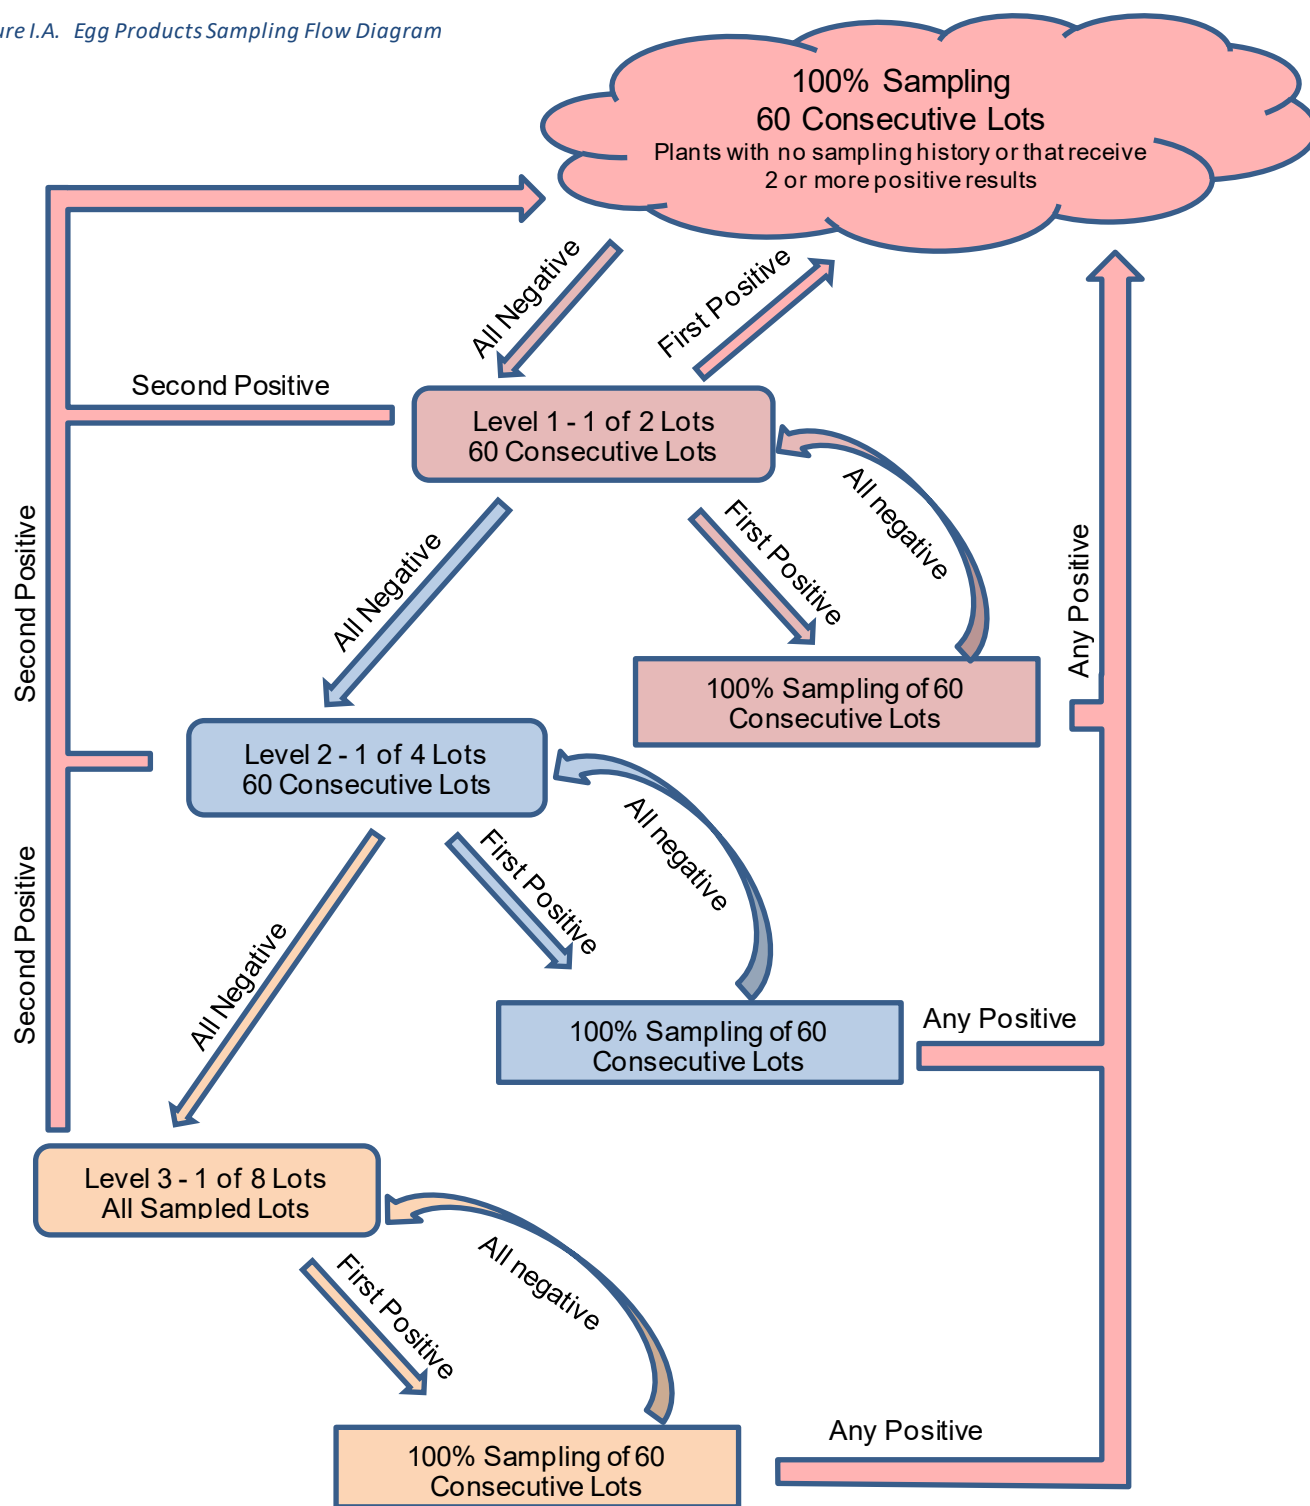 ure I.A. Egg Products Sampling Flow Diagram
100% Sampling
60 Consecutive Lots
Plants with no sampling history or that receive
2 or more positive results
All Negative
First Positive
Second Positive
Level 1 - 1 of 2 Lots
60 Consecutive Lots
All negative
First Positive
All Negative
Second Positive
Any Positive
100% Sampling of 60
Consecutive Lots
Level 2 - 1 of 4 Lots
60 Consecutive Lots
All negative
First Positive
Second Positive
All Negative
100% Sampling of 60
Consecutive Lots
Any Positive
Level 3 - 1 of 8 Lots
All Sampled Lots
All negative
First Positive
Any Positive
100% Sampling of 60
Consecutive Lots